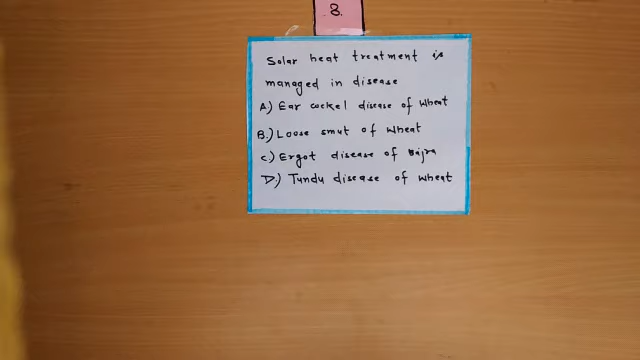 8.
Solar heat treatment is
managed in disease
A.) Ear cockel disease of wheat
B.) Loose smut of wheat
C.) Ergot disease of Bajra
D.) Tundu disease of wheat